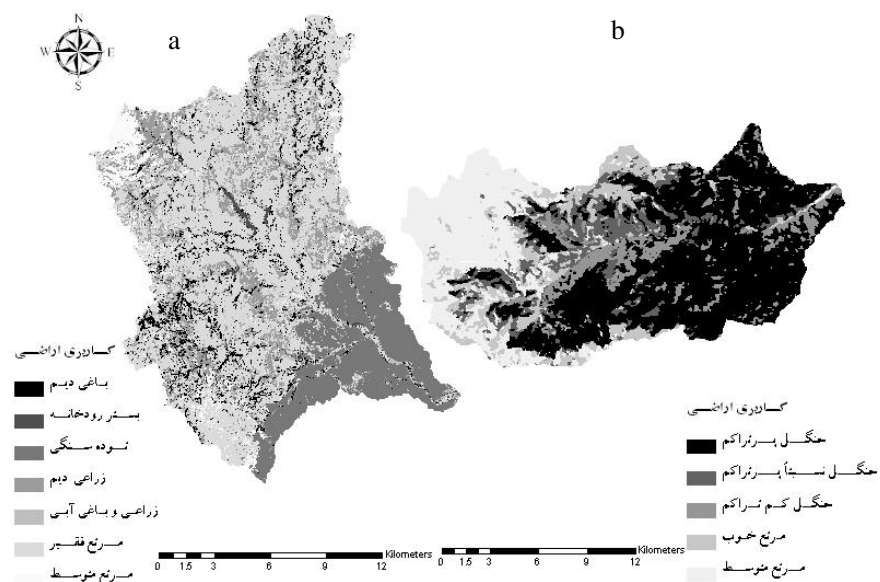 a
b
N
W E
S
کاربری اراضی
باغی دیم
بستر رودخانه
توده سنگی
زراعی دیم
زراعی و باغی آبی
مرتع فقیر
مرتع متوسط
Kilometers
0 1.5 3 6 9 12
کاربری اراضی
جنگل پرتراکم
جنگل نسبتاً پرتراکم
جنگل کم تراکم
مرتع خوب
مرتع متوسط
Kilometers
0 1.5 3 6 9 12